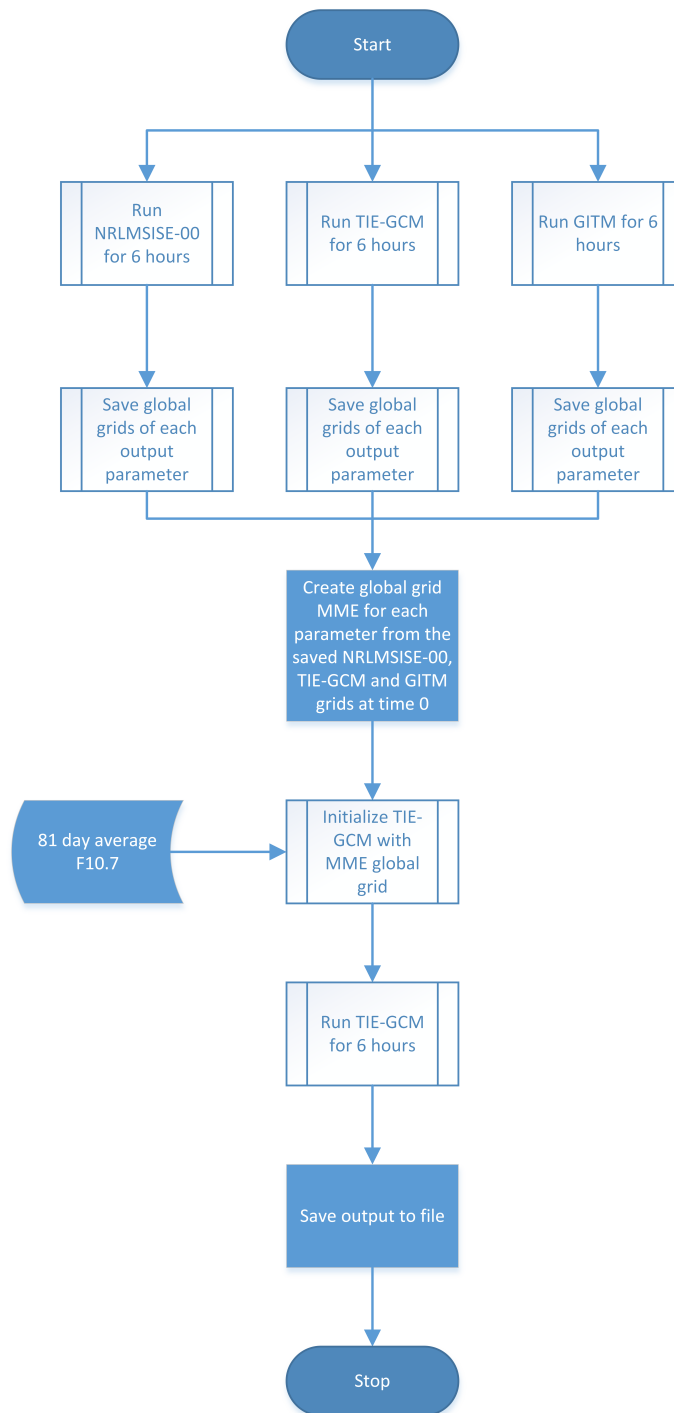 Start
Run
NRLMSISE-00
for 6 hours
Run TIE-GCM
for 6 hours
Run GITM for 6
hours
Save global
grids of each
output
parameter
Save global
grids of each
output
parameter
Save global
grids of each
output
parameter
Create global grid
MME for each
parameter from the
saved NRLMSISE-00,
TIE-GCM and GITM
grids at time 0
81 day average
F10.7
Initialize TIE-
GCM with
MME global
grid
Run TIE-GCM
for 6 hours
Save output to file
Stop